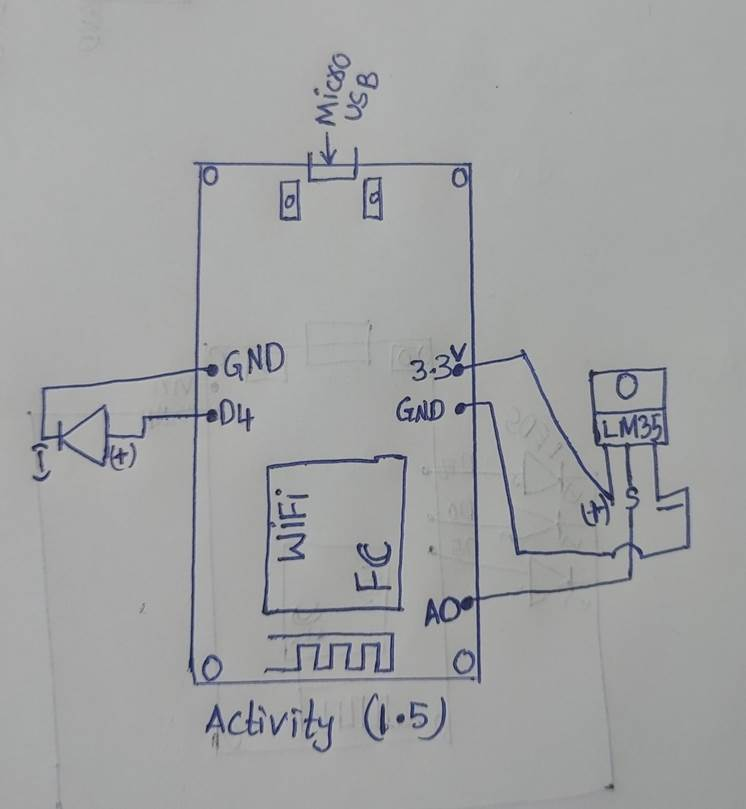 Micro
USB
GND
D4
3.3V
GND
LM35
(-)
(+)
(+)
S
-
WiFi
FC
A0
Activity (1.5)